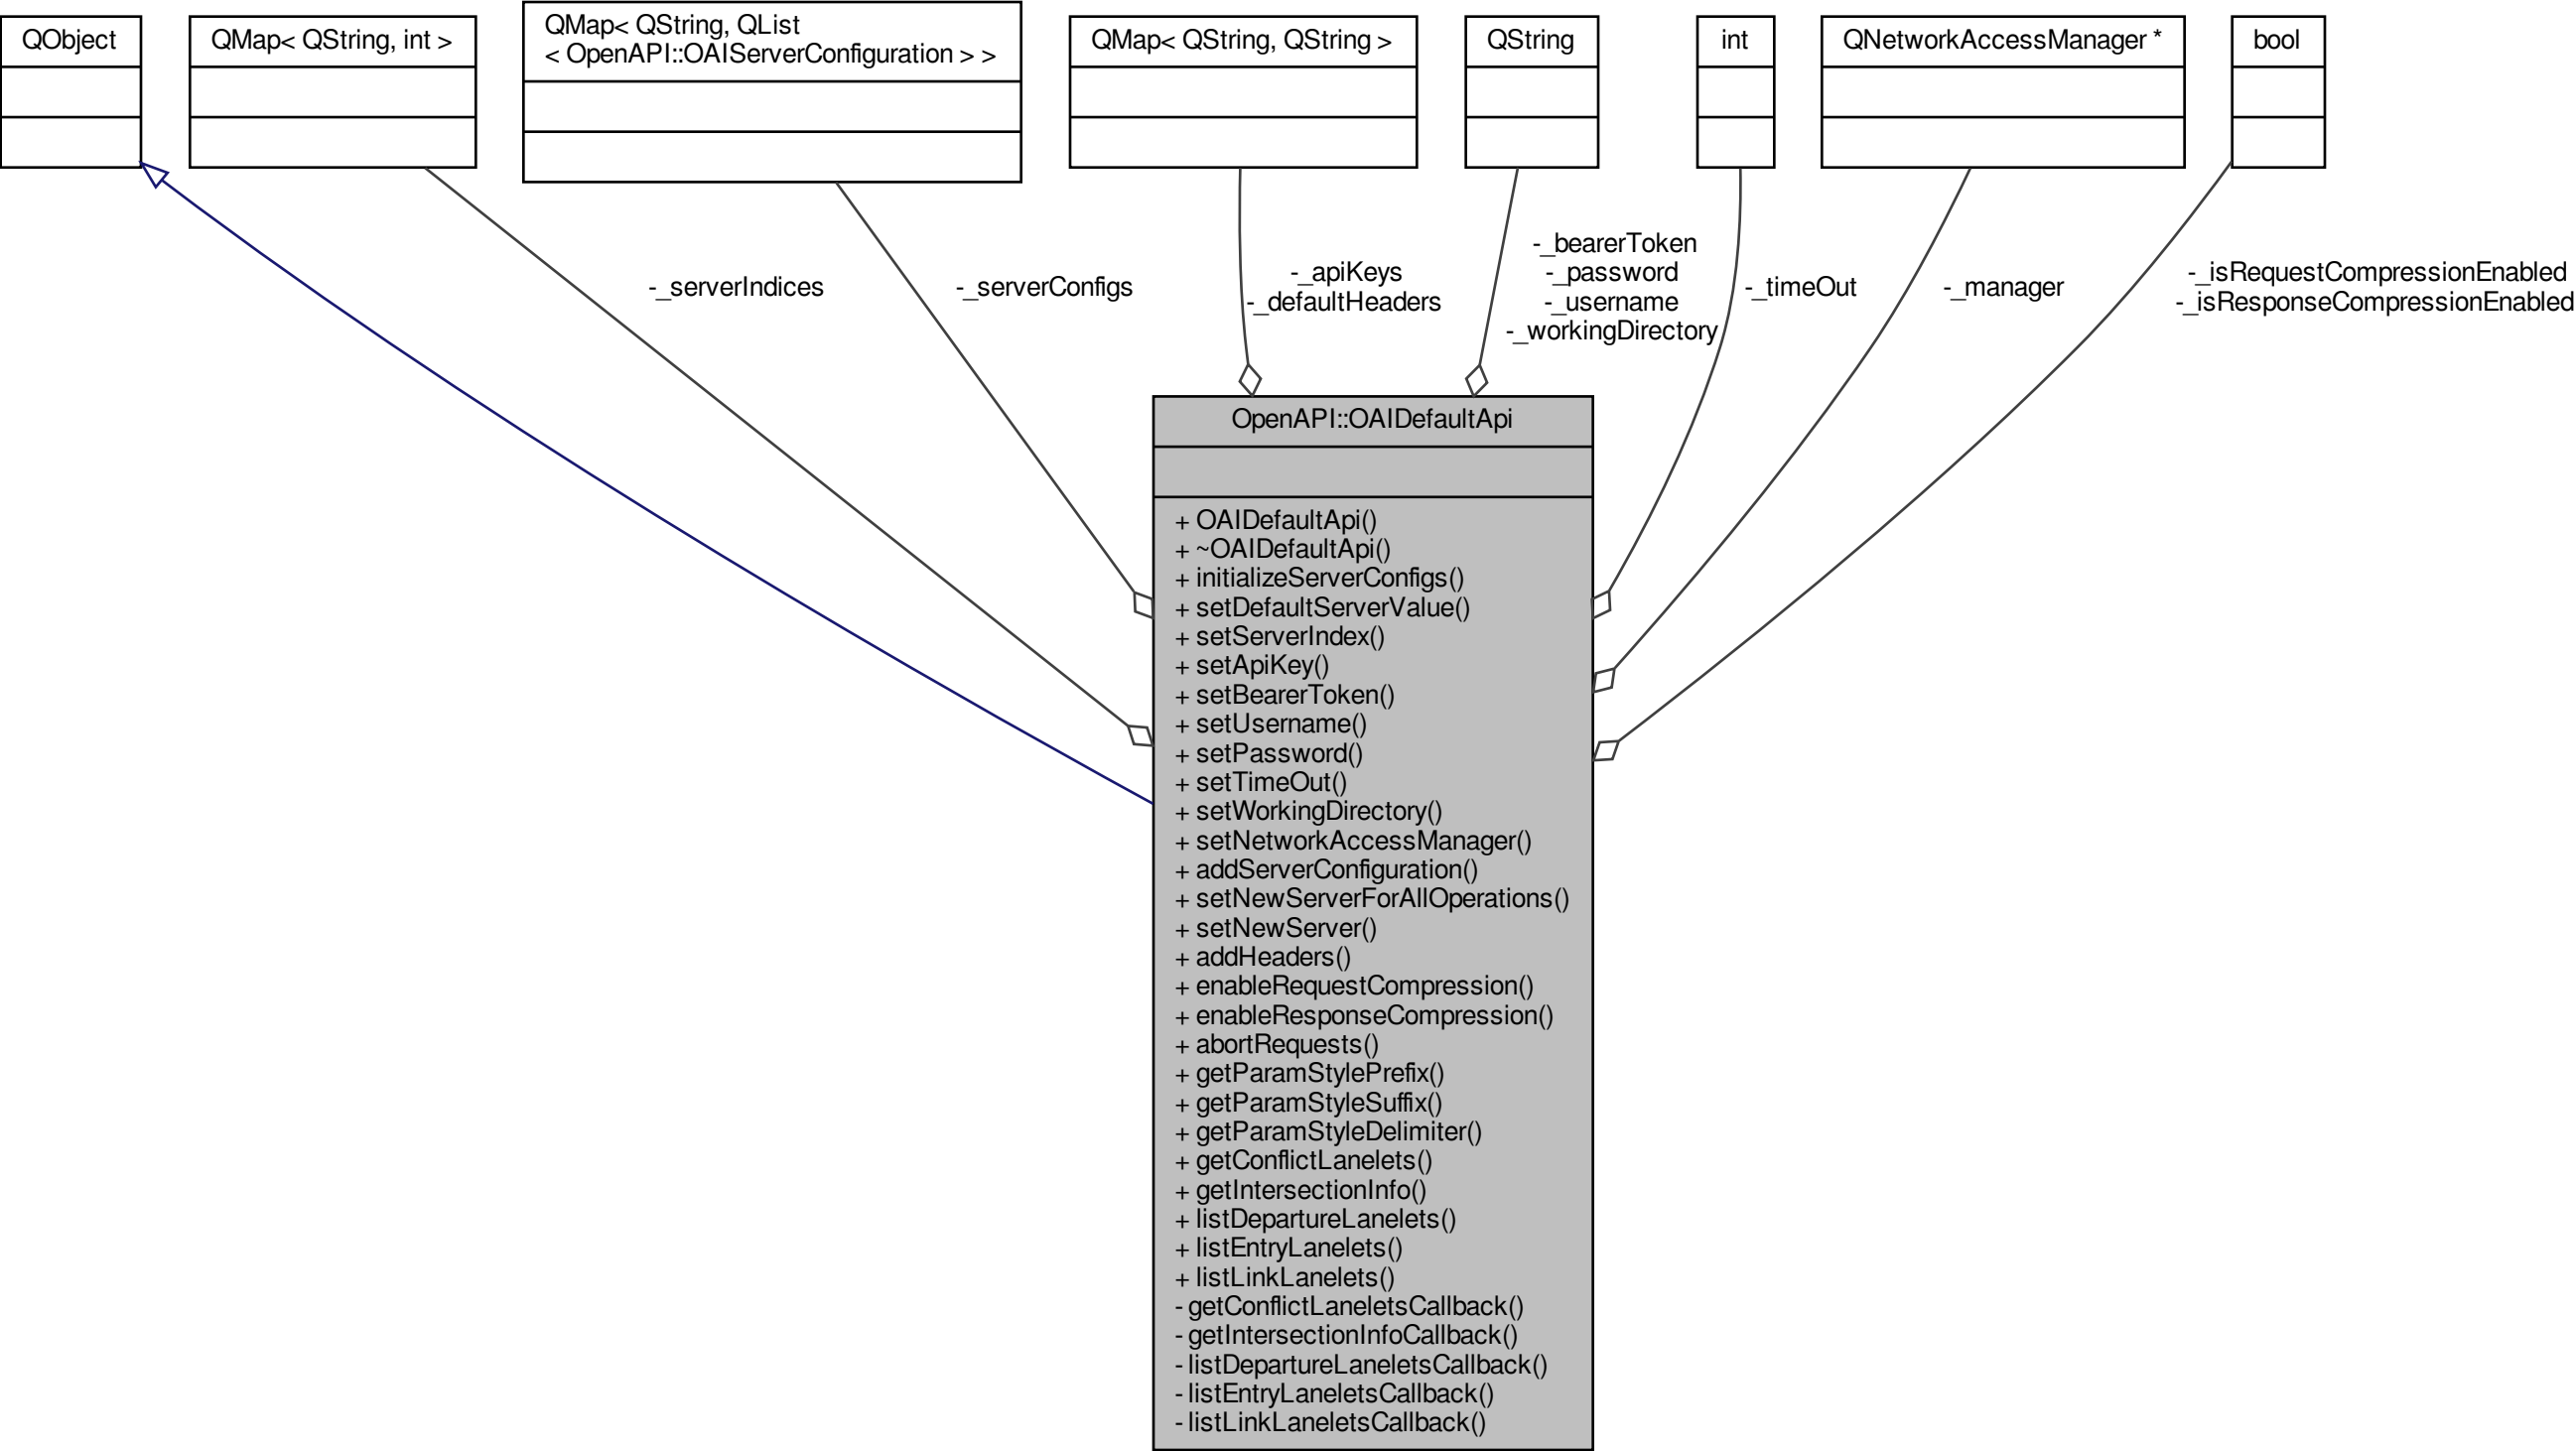 QObject
QMap< QString, int >
QMap< QString, QList
< OpenAPI::OAIServerConfiguration > >
QMap< QString, QString >
QString
int
QNetworkAccessManager *
bool
-_serverIndices
-_serverConfigs
-_apiKeys
-_defaultHeaders
-_bearerToken
-_password
-_username
-_workingDirectory
-_timeOut
-_manager
-_isRequestCompressionEnabled
-_isResponseCompressionEnabled
OpenAPI::OAIDefaultApi
+ OAIDefaultApi()
+ ~OAIDefaultApi()
+ initializeServerConfigs()
+ setDefaultServerValue()
+ setServerIndex()
+ setApiKey()
+ setBearerToken()
+ setUsername()
+ setPassword()
+ setTimeOut()
+ setWorkingDirectory()
+ setNetworkAccessManager()
+ addServerConfiguration()
+ setNewServerForAllOperations()
+ setNewServer()
+ addHeaders()
+ enableRequestCompression()
+ enableResponseCompression()
+ abortRequests()
+ getParamStylePrefix()
+ getParamStyleSuffix()
+ getParamStyleDelimiter()
+ getConflictLanelets()
+ getIntersectionInfo()
+ listDepartureLanelets()
+ listEntryLanelets()
+ listLinkLanelets()
- getConflictLaneletsCallback()
- getIntersectionInfoCallback()
- listDepartureLaneletsCallback()
- listEntryLaneletsCallback()
- listLinkLaneletsCallback()